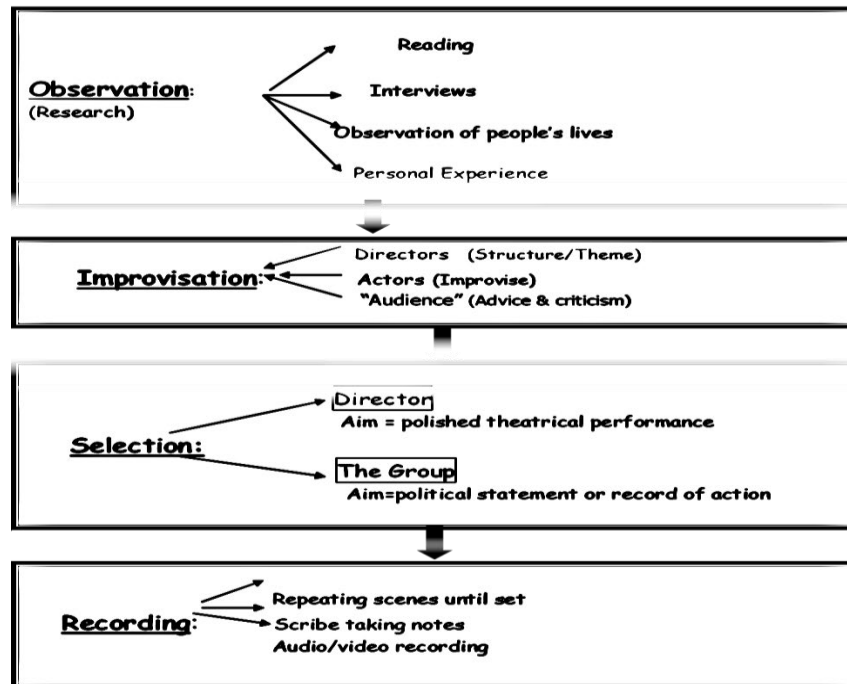 Reading
Observation:
(Research)
Interviews
Observation of people's lives
Personal Experience
Improvisation:
Directors (Structure/Theme)
Actors (Improvise)
"Audience" (Advice & criticism)
Selection:
Director
Aim = polished theatrical performance
The Group
Aim=political statement or record of action
Recording:
Repeating scenes until set
Scribe taking notes
Audio/video recording